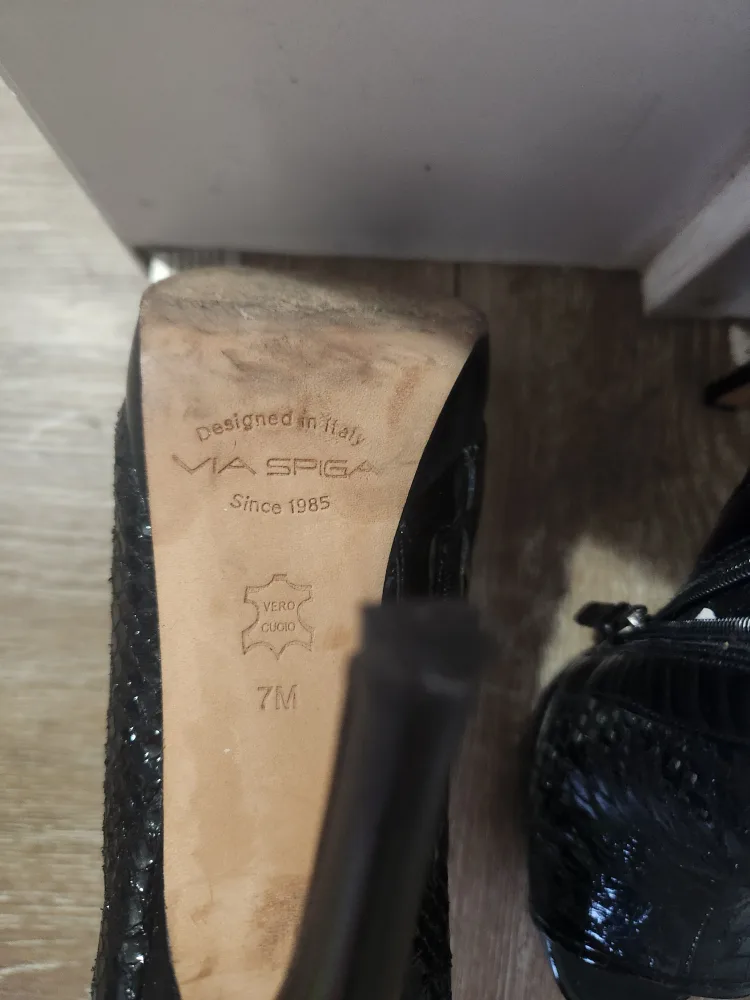 Designed in Italy
VIA SPIGA
Since 1985
VERO
CUOIO
7M